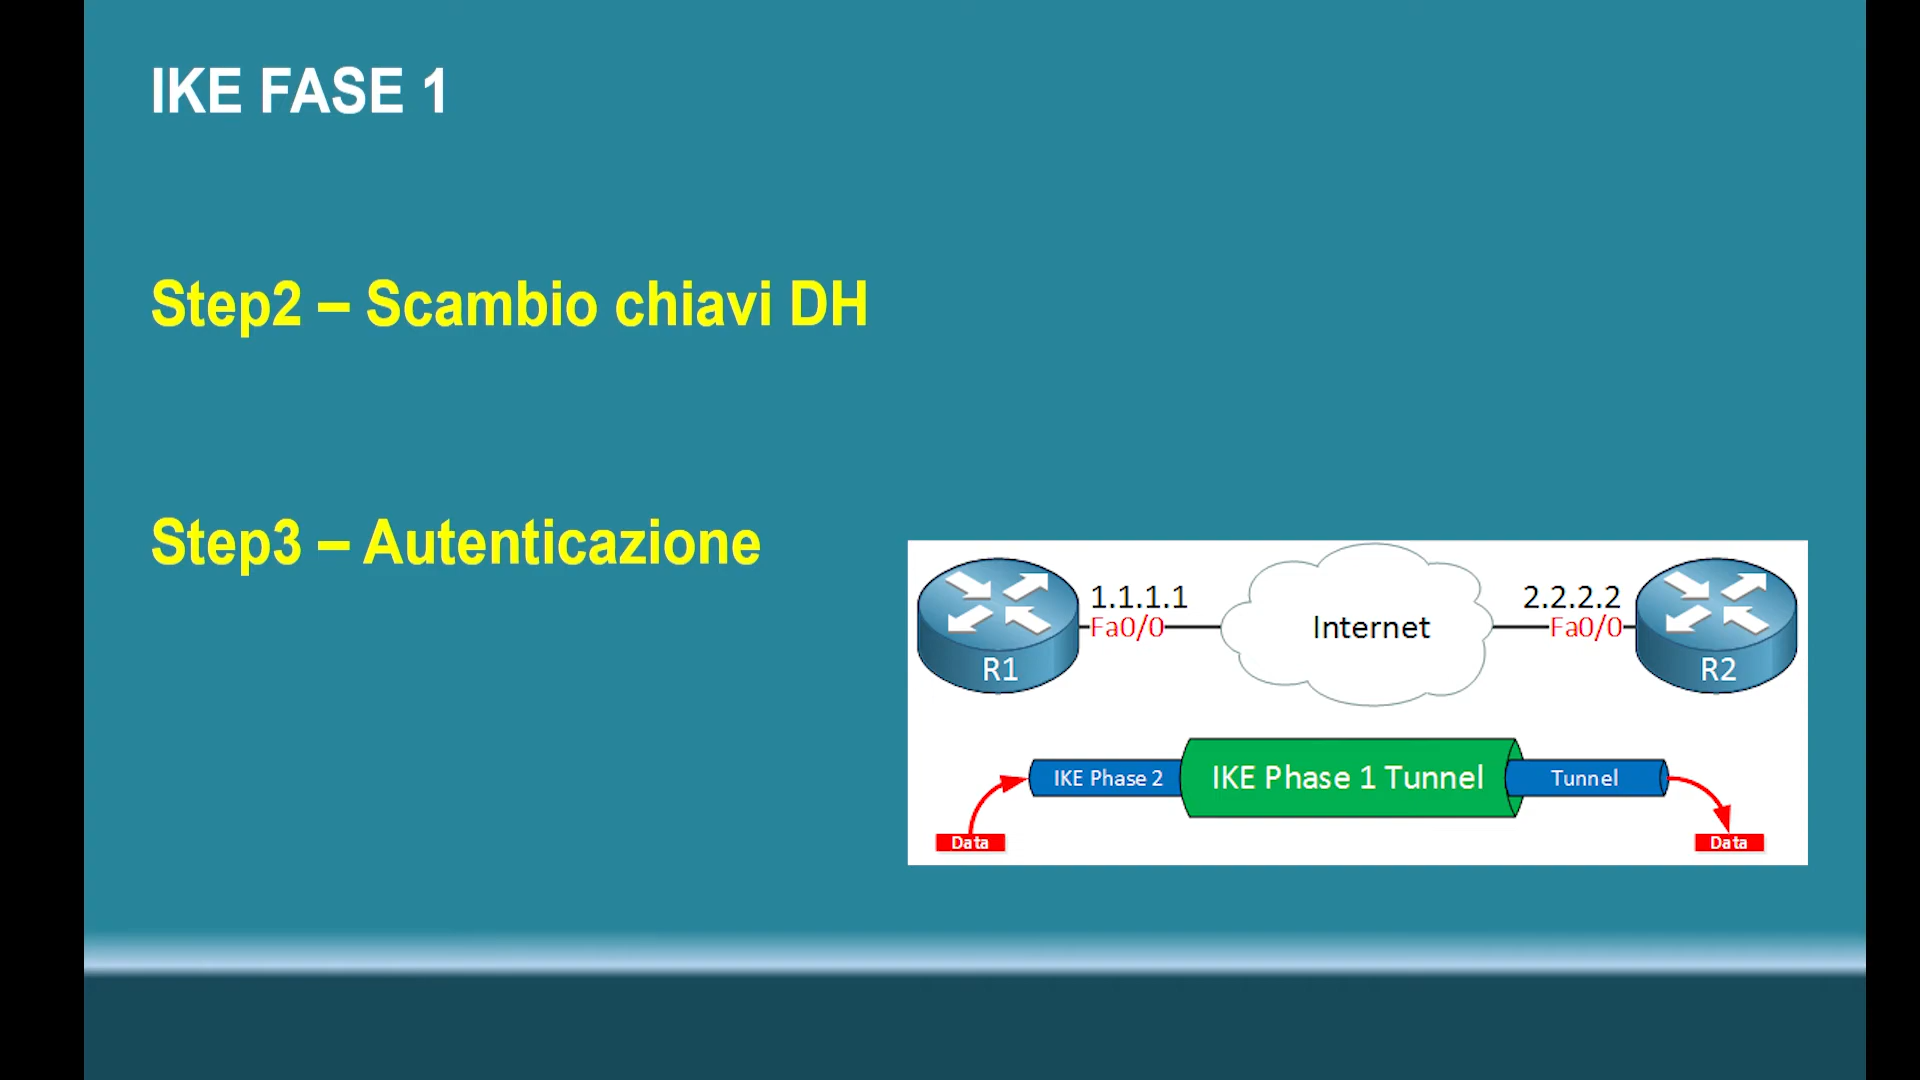 IKE FASE 1
Step2 – Scambio chiavi DH
Step3 – Autenticazione
1.1.1.1
Fa0/0
R1
Internet
2.2.2.2
Fa0/0
R2
IKE Phase 2
IKE Phase 1 Tunnel
Tunnel
Data
Data